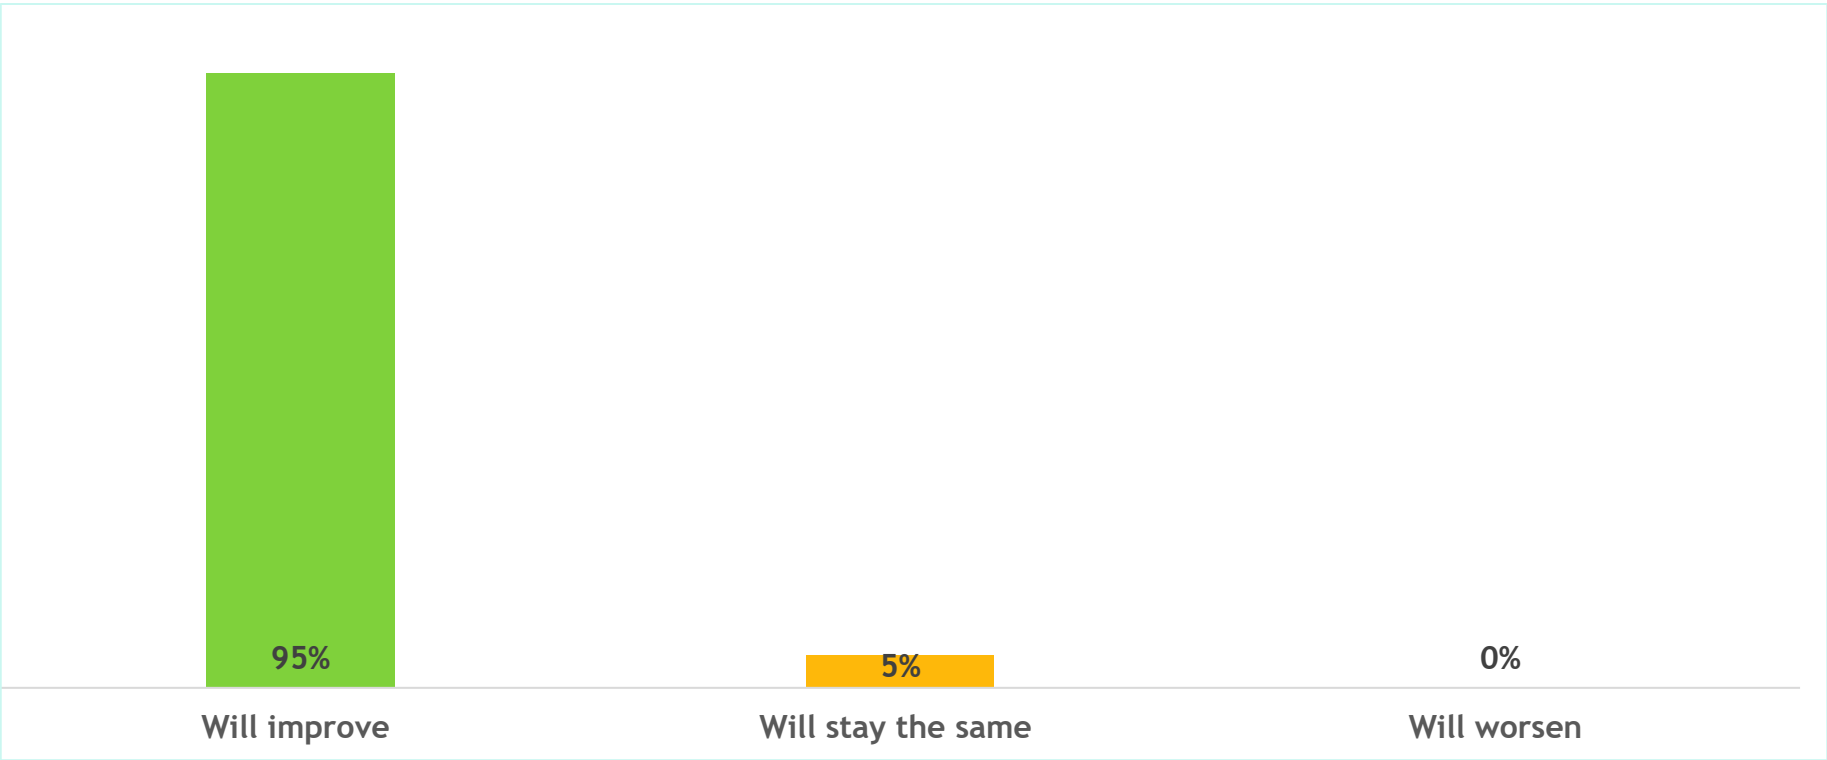 95%
5%
0%
Will improve
Will stay the same
Will worsen